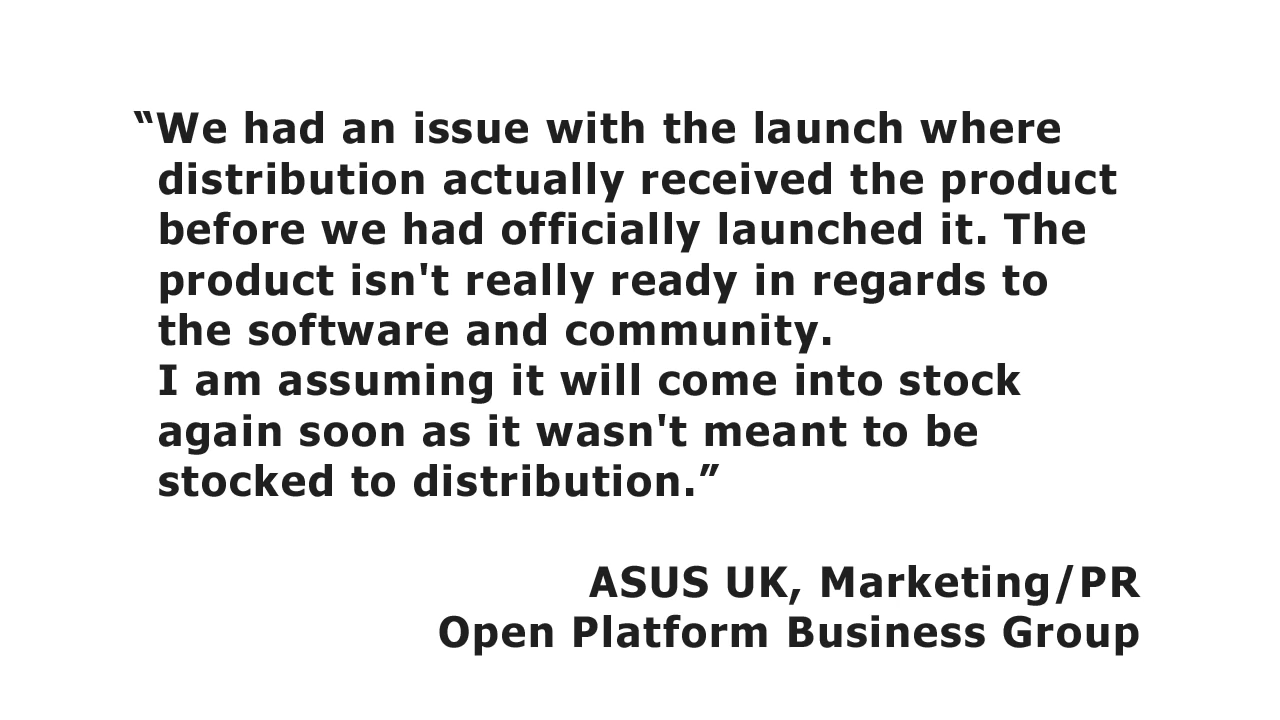 “We had an issue with the launch where
distribution actually received the product
before we had officially launched it. The
product isn't really ready in regards to
the software and community.
I am assuming it will come into stock
again soon as it wasn't meant to be
stocked to distribution.”
ASUS UK, Marketing/PR
Open Platform Business Group